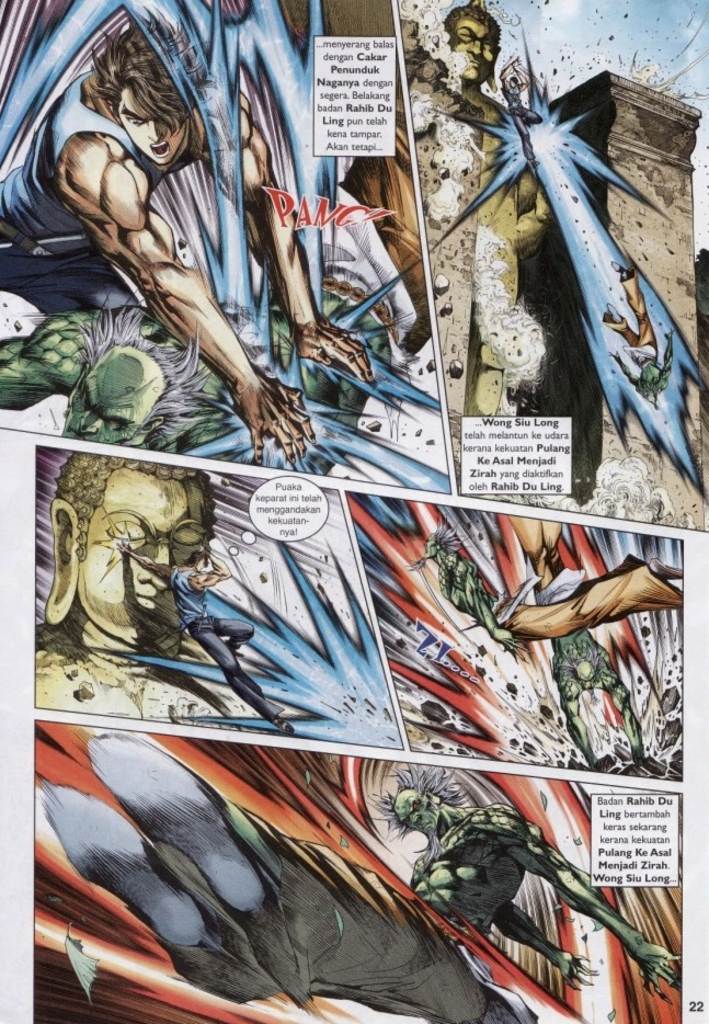 ...menyerang balas
dengan Cakar
Penunduk
Naganya dengan
segera. Belakang
badan Rahib Du
Ling pun telah
kena tampar.
Akan tetapi...
PANG
...Wong Siu Long
telah melantun ke udara
kerana kekuatan Pulang
Ke Asal Menjadi
Zirah yang diaktifkan
oleh Rahib Du Ling.
Puaka
keparat ini telah
menggandakan
kekuatan-
nya!
ZZoooo
Badan Rahib Du
Ling bertambah
keras sekarang
kerana kekuatan
Pulang Ke Asal
Menjadi Zirah.
Wong Siu Long...
22